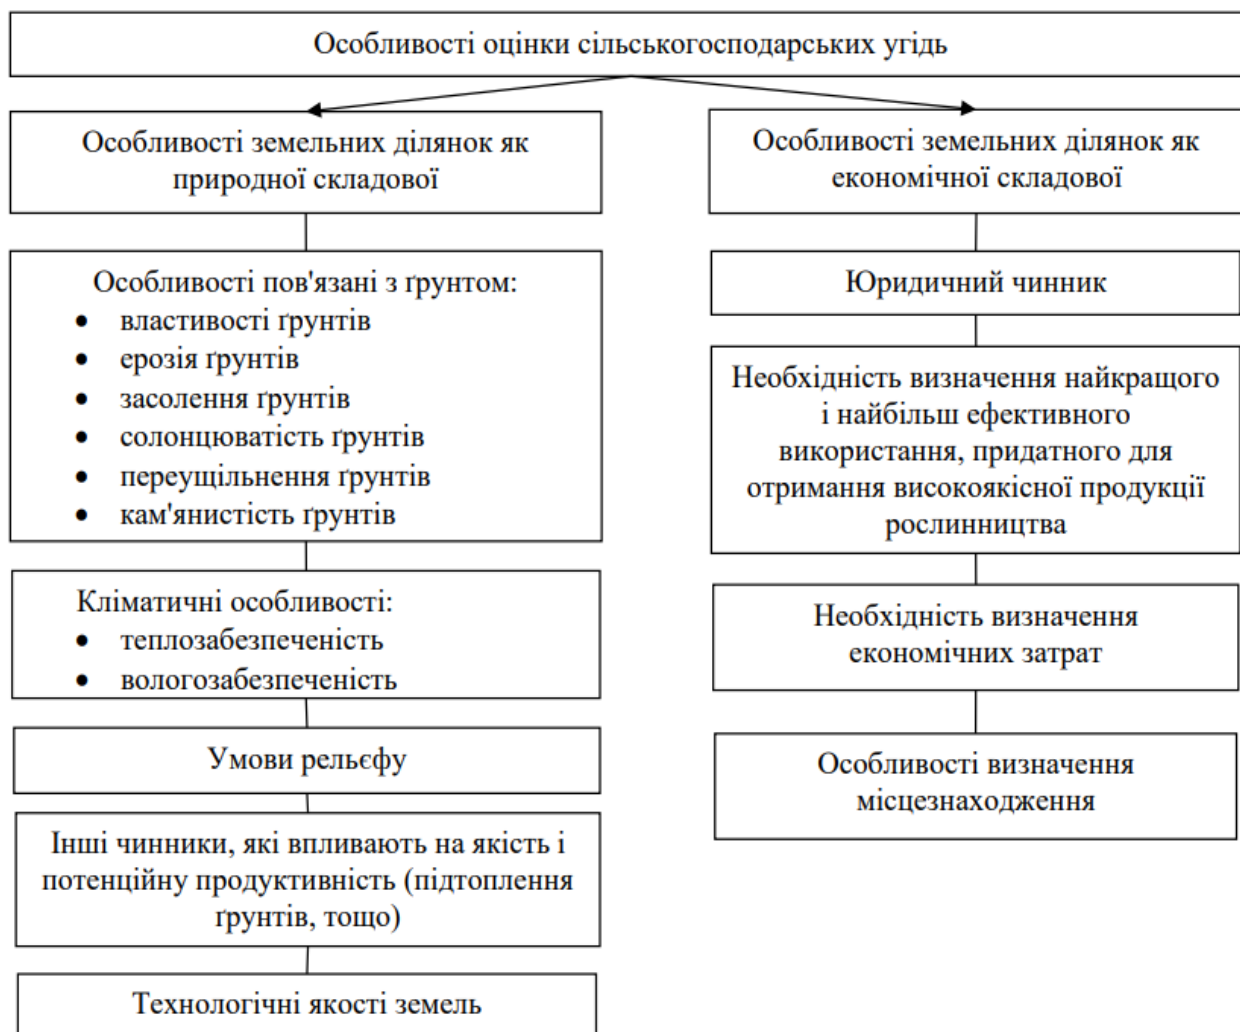 Особливості оцінки сільськогосподарських угідь
Особливості земельних ділянок як
природної складової
Особливості пов'язані з ґрунтом:
• властивості ґрунтів
• ерозія ґрунтів
• засолення ґрунтів
• солонцюватість ґрунтів
• переущільнення ґрунтів
• кам'янистість ґрунтів
Кліматичні особливості:
• теплозабезпеченість
• вологозабезпеченість
Умови рельєфу
Інші чинники, які впливають на якість і
потенційну продуктивність (підтоплення
ґрунтів, тощо)
Технологічні якості земель
Особливості земельних ділянок як
економічної складової
Юридичний чинник
Необхідність визначення найкращого
і найбільш ефективного
використання, придатного для
отримання високоякісної продукції
рослинництва
Необхідність визначення
економічних затрат
Особливості визначення
місцезнаходження